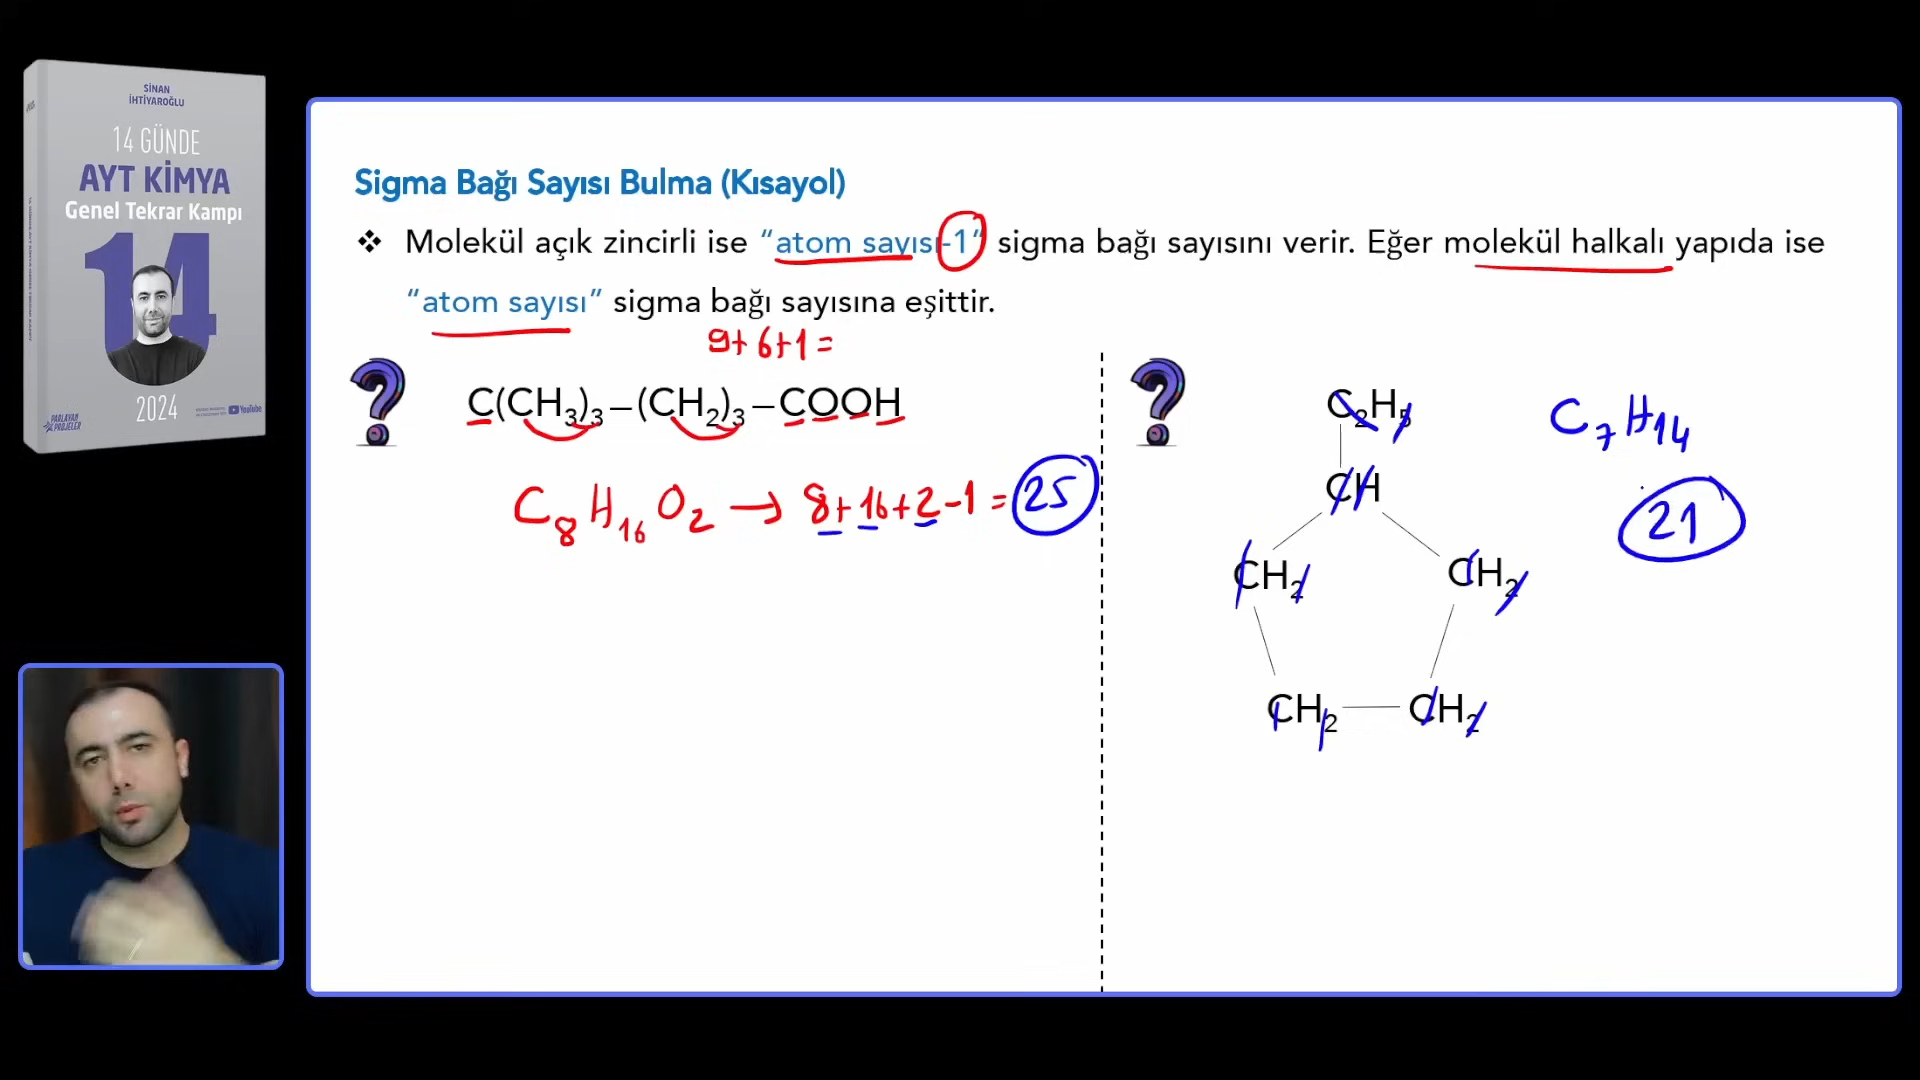 SİNAN
İHTİYAROĞLU
14 GÜNDE
AYT KİMYA
Genel Tekrar Kampı
14
2024
PARLAYAN
PROJELER
YouTube
Sigma Bağı Sayısı Bulma (Kısayol)
❖ Molekül açık zincirli ise “atom sayısı-1“ sigma bağı sayısını verir. Eğer molekül halkalı yapıda ise
“atom sayısı” sigma bağı sayısına eşittir.
9+6+1=
C(CH₃)₃–(CH₂)₃–COOH
C₈H₁₆O₂ → 8+16+2-1=25
C₂H₅
CH
CH₂ CH₂
CH₂ CH₂
C₇H₁₄
21